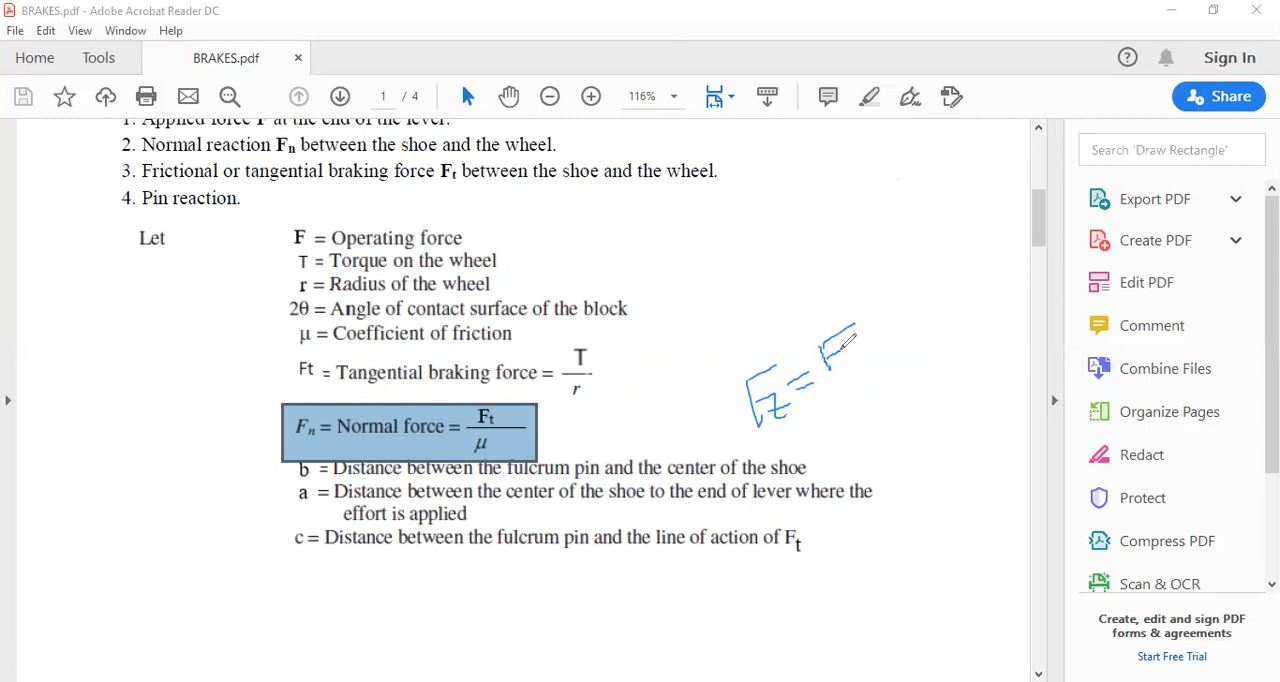 BRAKES.pdf - Adobe Acrobat Reader DC
File Edit View Window Help
Home Tools BRAKES.pdf × Sign In
1 / 4 116% Share
1. Applied force F at the end of the lever.
2. Normal reaction Fn between the shoe and the wheel.
3. Frictional or tangential braking force Ft between the shoe and the wheel.
4. Pin reaction.
Let F = Operating force
T = Torque on the wheel
r = Radius of the wheel
2θ = Angle of contact surface of the block
μ = Coefficient of friction
Ft = Tangential braking force = T / r
Fn = Normal force = Ft / μ
b = Distance between the fulcrum pin and the center of the shoe
a = Distance between the center of the shoe to the end of lever where the
effort is applied
c = Distance between the fulcrum pin and the line of action of Ft
Ft = F
Search 'Draw Rectangle'
Export PDF
Create PDF
Edit PDF
Comment
Combine Files
Organize Pages
Redact
Protect
Compress PDF
Scan & OCR
Create, edit and sign PDF
forms & agreements
Start Free Trial